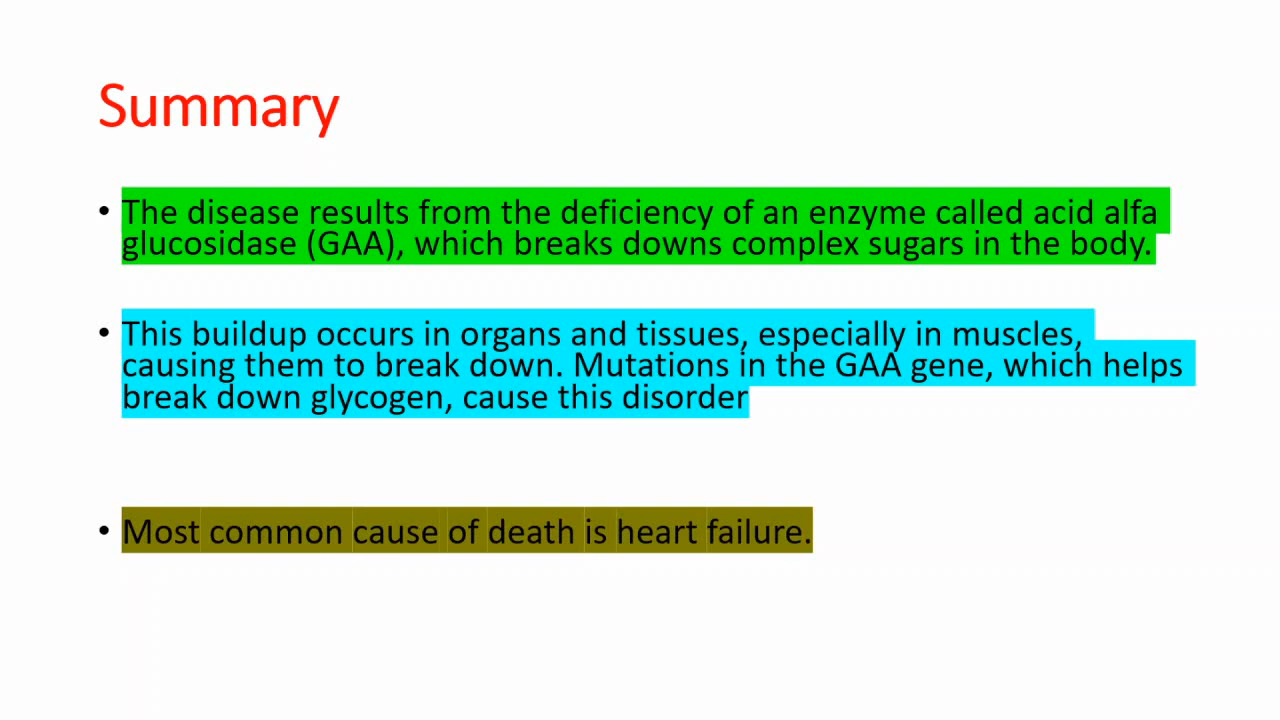 Summary
• The disease results from the deficiency of an enzyme called acid alfa
glucosidase (GAA), which breaks downs complex sugars in the body.
• This buildup occurs in organs and tissues, especially in muscles,
causing them to break down. Mutations in the GAA gene, which helps
break down glycogen, cause this disorder
• Most common cause of death is heart failure.